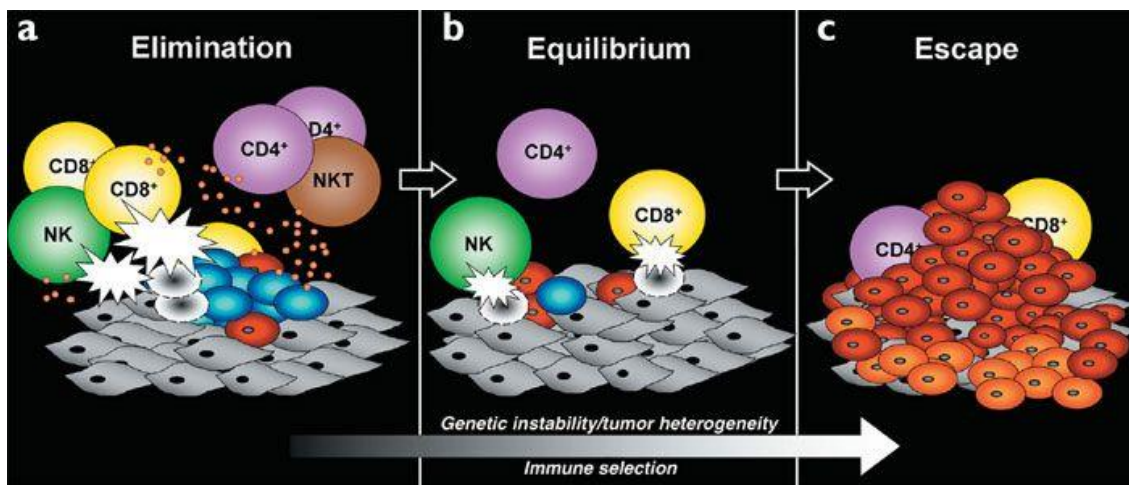 a
Elimination
CD8+
CD8+
NK
CD4+
D4+
NKT
b
Equilibrium
CD4+
NK
CD8+
c
Escape
CD4+
CD8+
Genetic instability/tumor heterogeneity
Immune selection